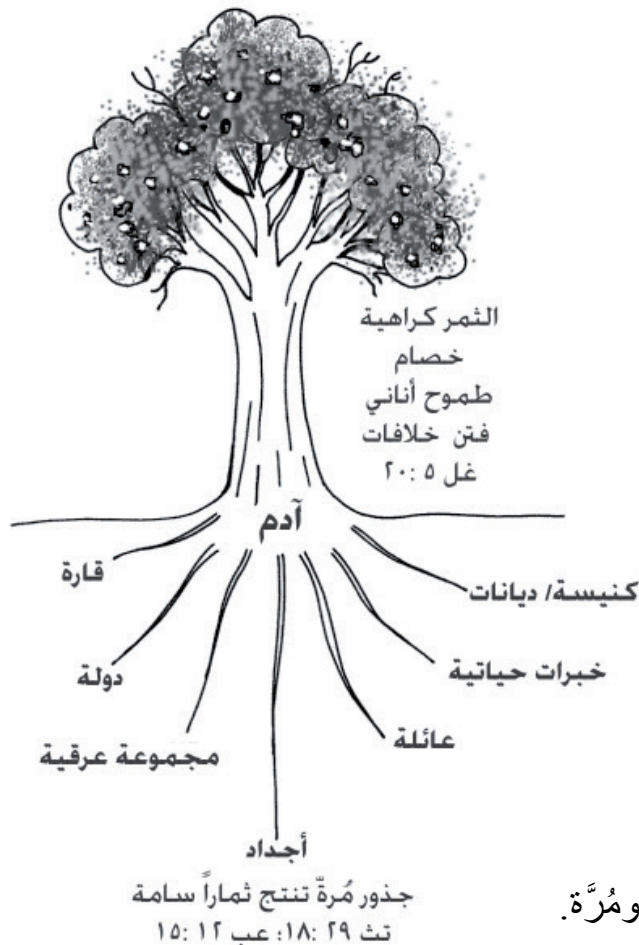 الثمر كراهية
خصام
طموح أناني
فتن خلافات
غل ٥ :٢٠
آدم
قارة
كنيسة/ ديانات
دولة
خبرات حياتية
مجموعة عرقية
عائلة
أجداد
جذور مُرةّ تنتج ثماراً سامة
تث ٢٩ :١٨؛ عب ١٢ :١٥
ومُرَّة.